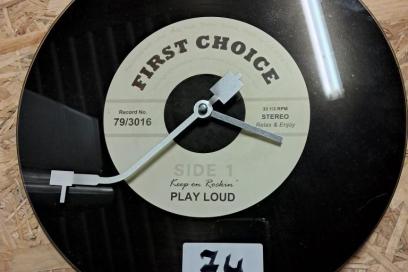 FIRST CHOICE
Record No.
79/3016
33 1/3 RPM
STEREO
Relax & Enjoy
SIDE 1
Keep on Rockin'
PLAY LOUD
74